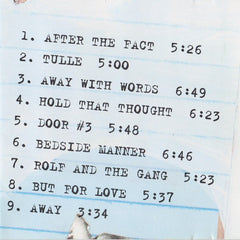 1. AFTER THE FACT 5:26
2. TULLE 5:00
3. AWAY WITH WORDS 6:49
4. HOLD THAT THOUGHT 6:23
5. DOOR #3 5:48
6. BEDSIDE MANNER 6:46
7. ROLF AND THE GANG 5:23
8. BUT FOR LOVE 5:37
9. AWAY 3:34